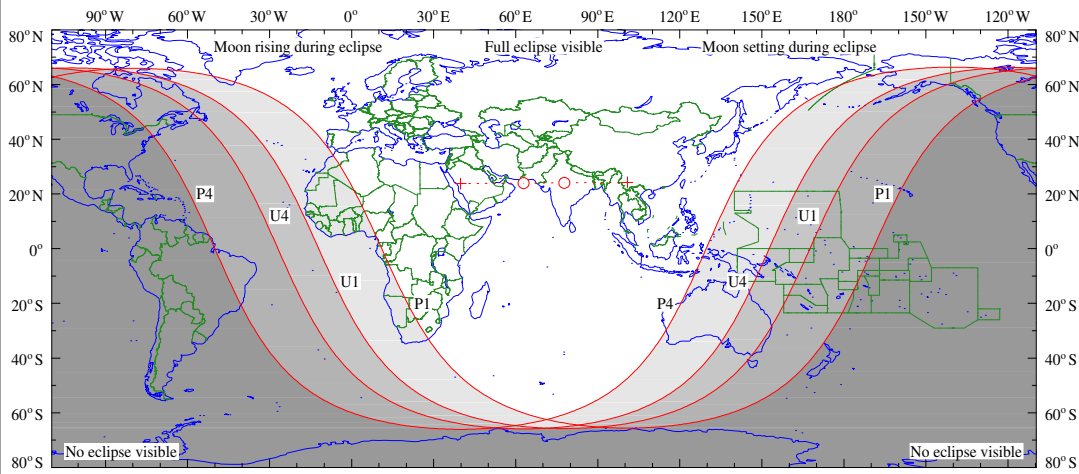 90°W 60°W 30°W 0° 30°E 60°E 90°E 120°E 150°E 180° 150°W 120°W
80°N Moon rising during eclipse Full eclipse visible Moon setting during eclipse 80°N
60°N 60°N
40°N 40°N
20°N P4 P1 20°N
U4 U1
0° 0°
U1 U4
20°S P1 P4 20°S
40°S 40°S
60°S 60°S
No eclipse visible No eclipse visible
80°S 80°S